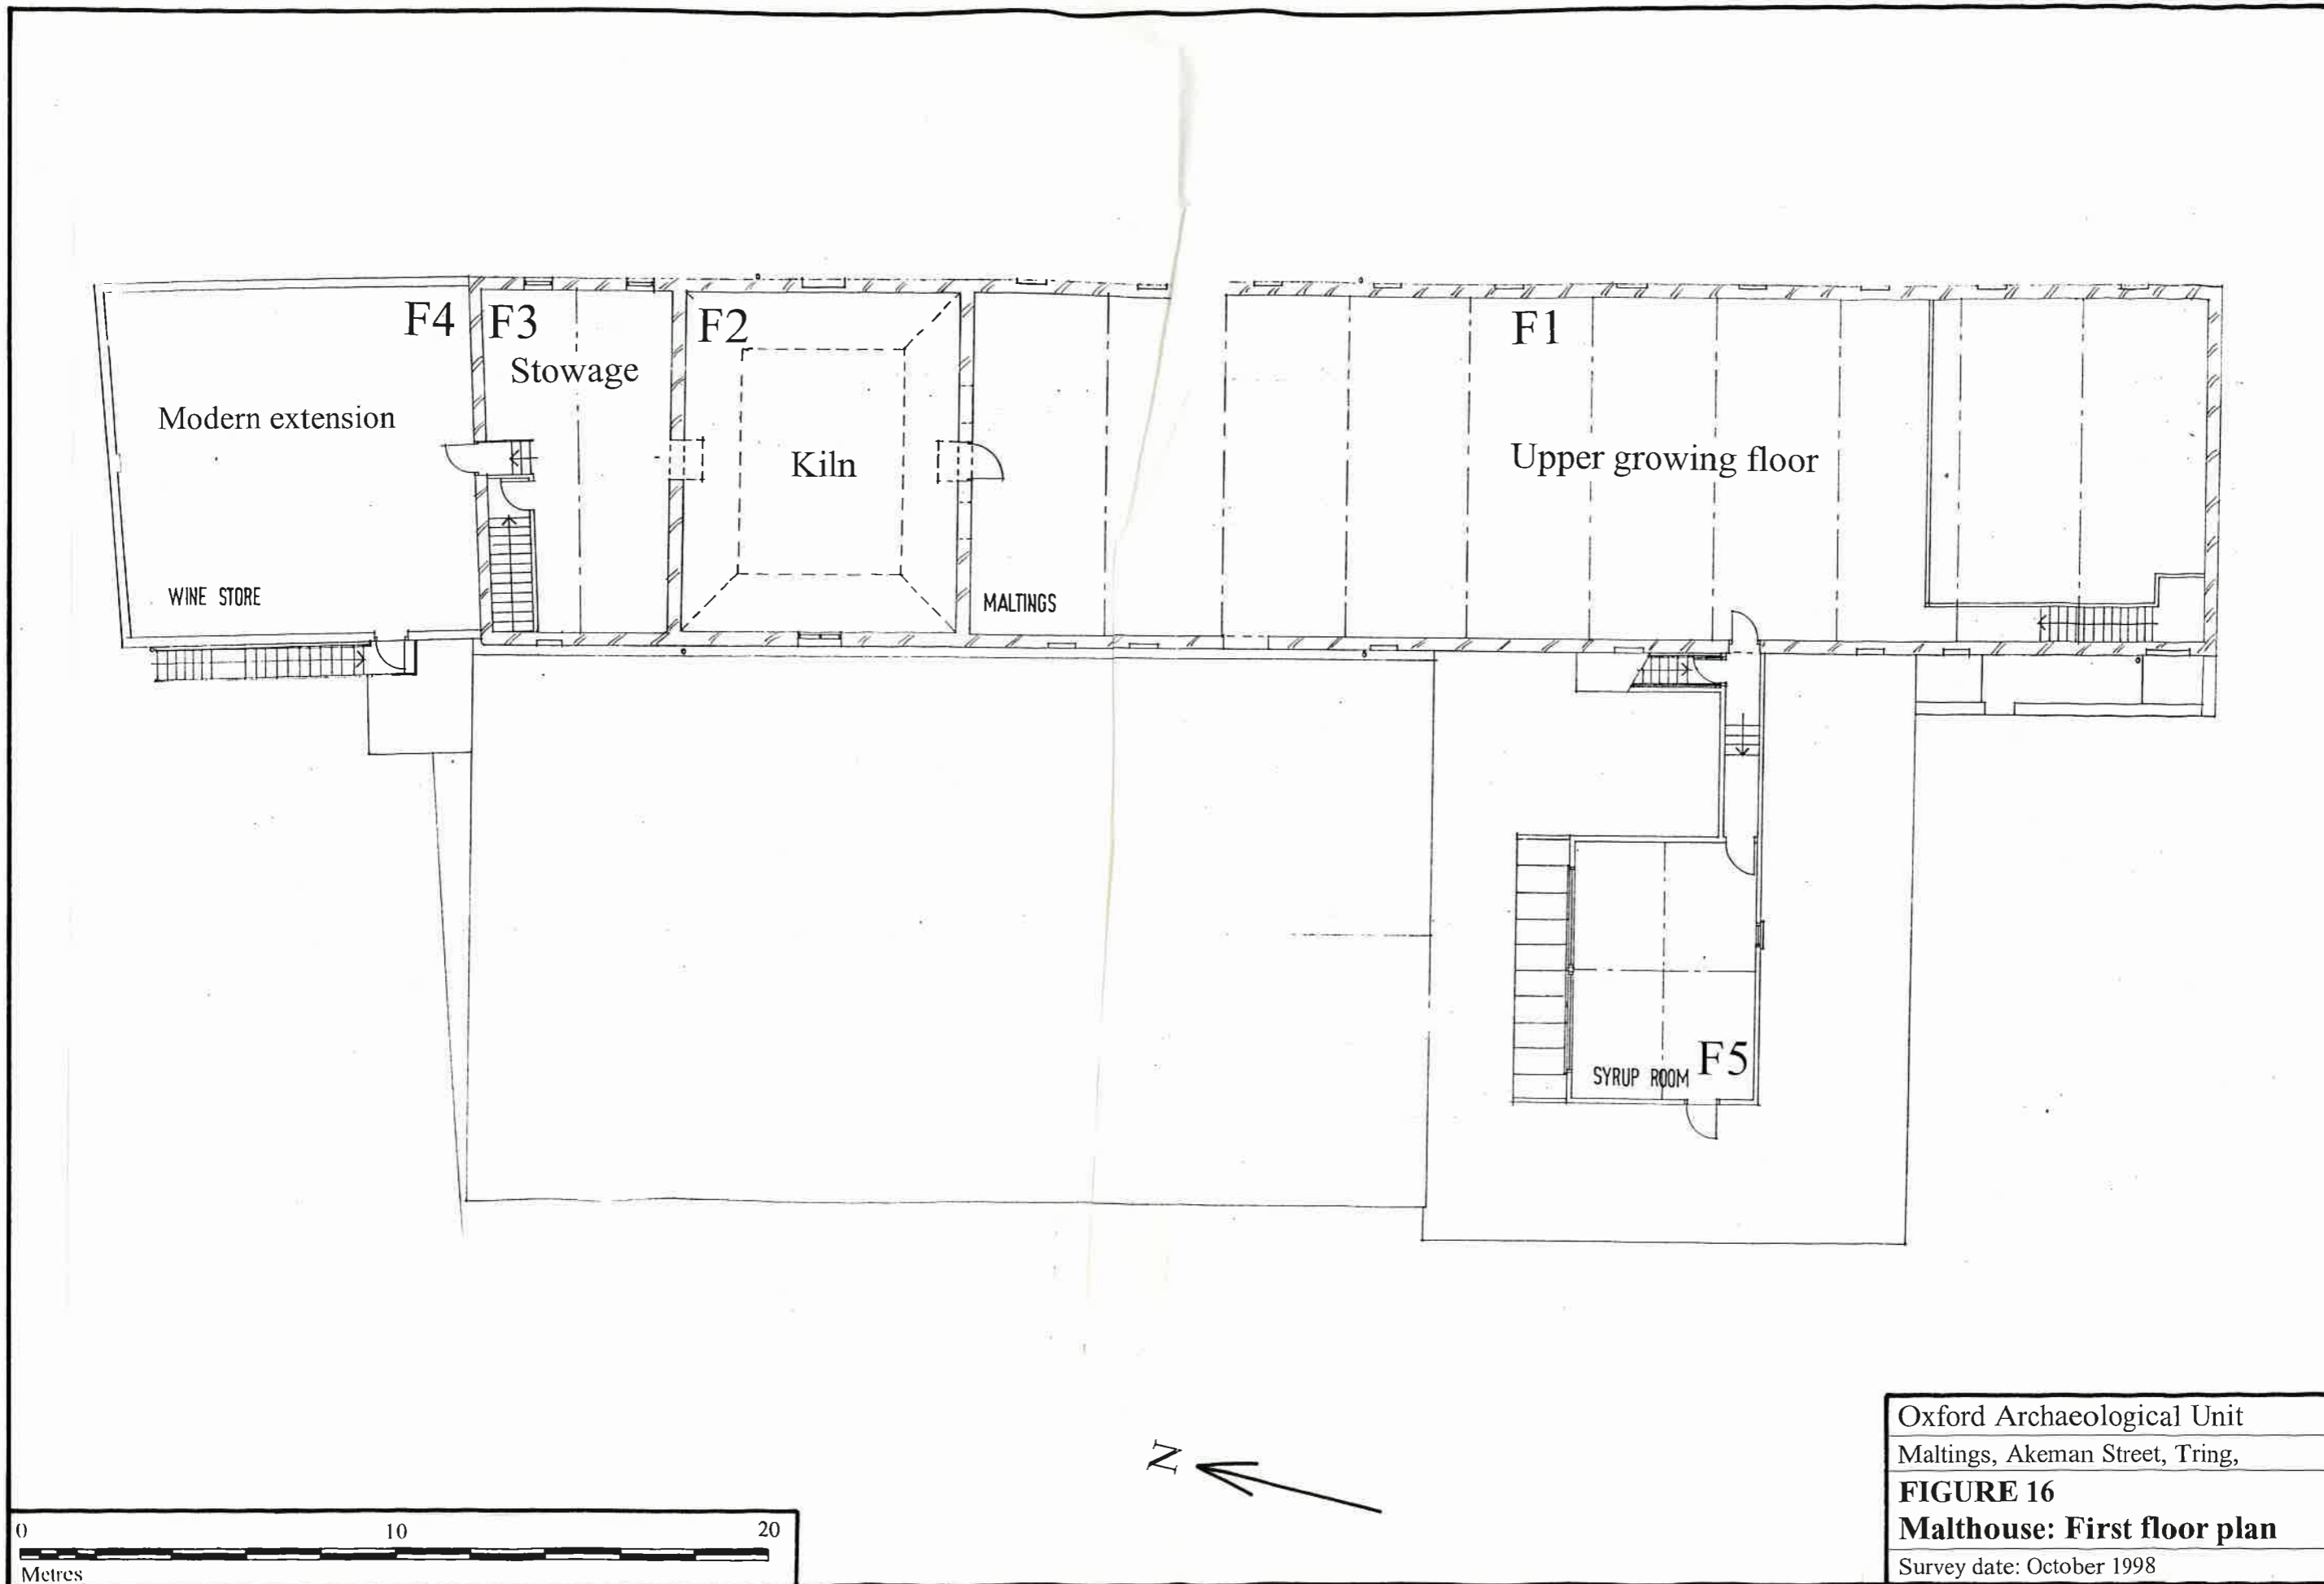 F4
F3
F2
F1
Stowage
Modern extension
Kiln
Upper growing floor
WINE STORE
MALTINGS
F5
SYRUP ROOM
N
Oxford Archaeological Unit
Maltings, Akeman Street, Tring,
FIGURE 16
Malthouse: First floor plan
Survey date: October 1998
0 10 20
Metres